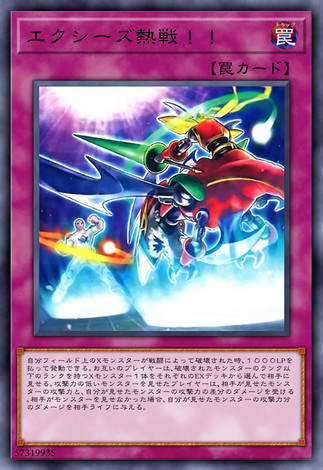 エクシーズ熱戦！！
トラップ
罠
【罠カード】
自分フィールド上のXモンスターが戦闘によって破壊された時、１０００LPを
払って発動できる。お互いのプレイヤーは、破壊されたモンスターのランク以
下のランクを持つXモンスター１体をそれぞれのEXデッキから選んで相手に
見せる。攻撃力の低いモンスターを見せたプレイヤーは、相手が見せたモンス
ターの攻撃力と、自分が見せたモンスターの攻撃力の差分のダメージを受ける。
相手がモンスターを見せなかった場合、自分が見せたモンスターの攻撃力分
のダメージを相手ライフに与える。
57319935